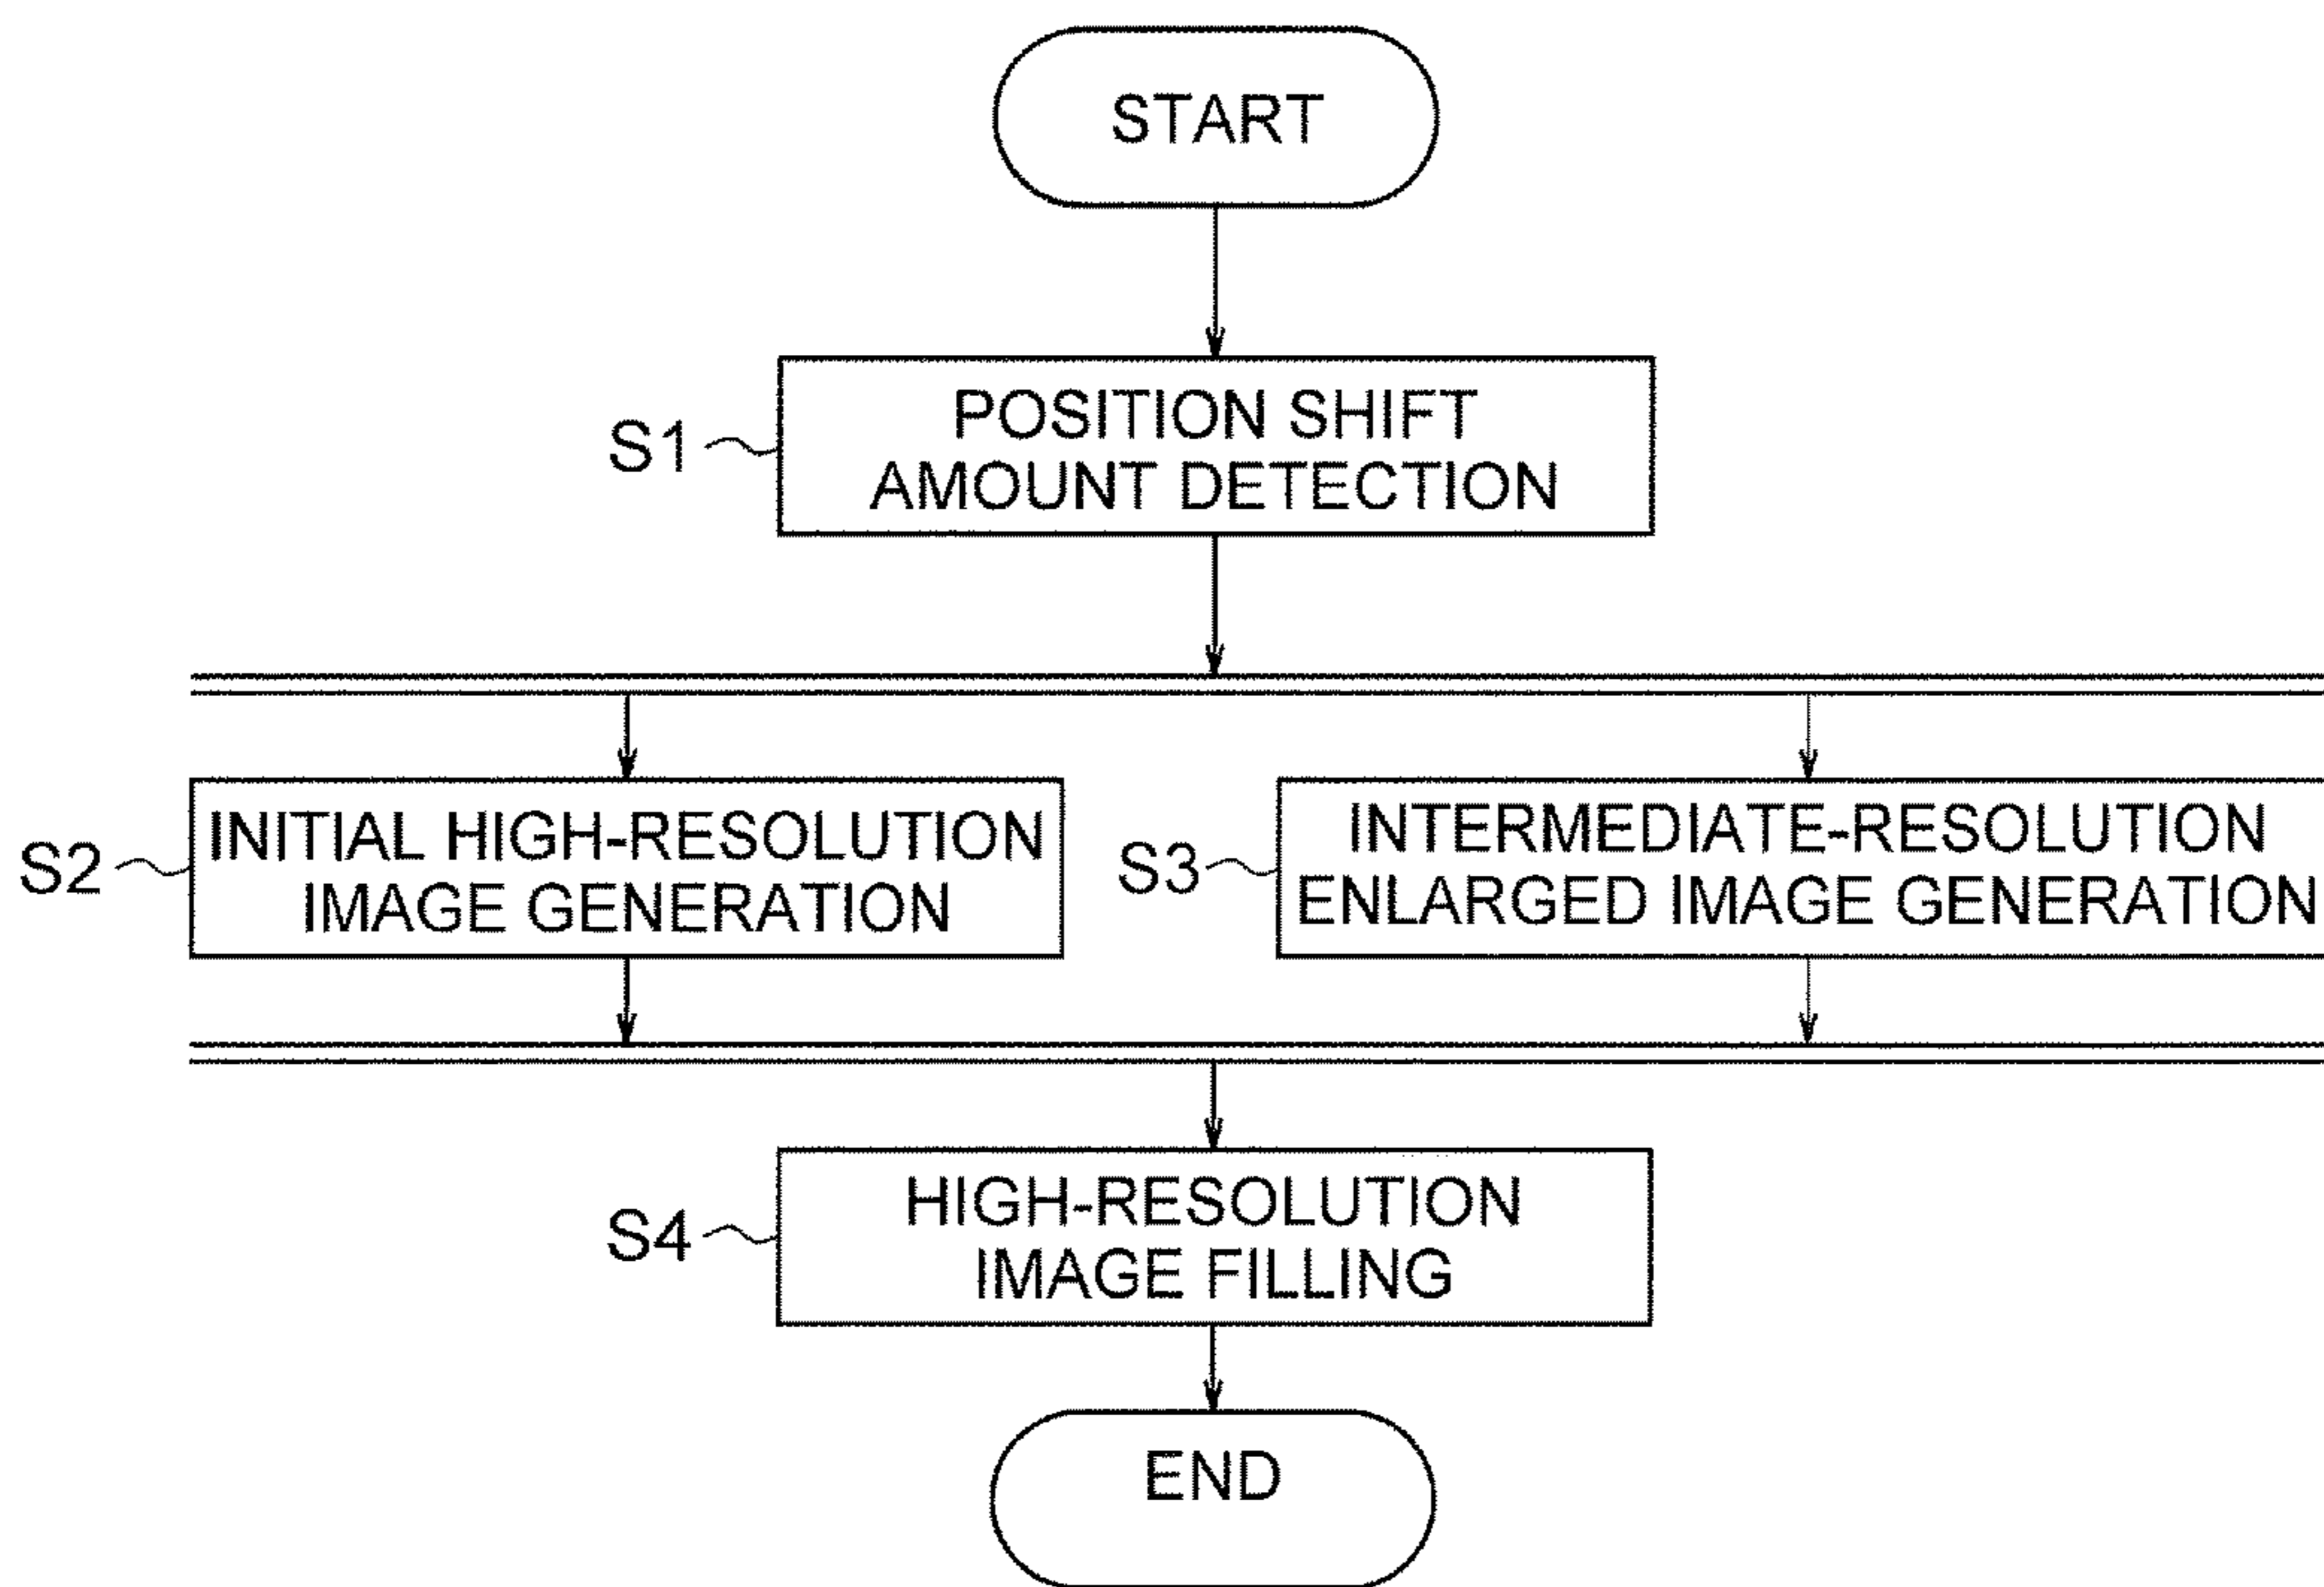 START
S1
POSITION SHIFT
AMOUNT DETECTION
S2
INITIAL HIGH-RESOLUTION
IMAGE GENERATION
S3
INTERMEDIATE-RESOLUTION
ENLARGED IMAGE GENERATION
S4
HIGH-RESOLUTION
IMAGE FILLING
END